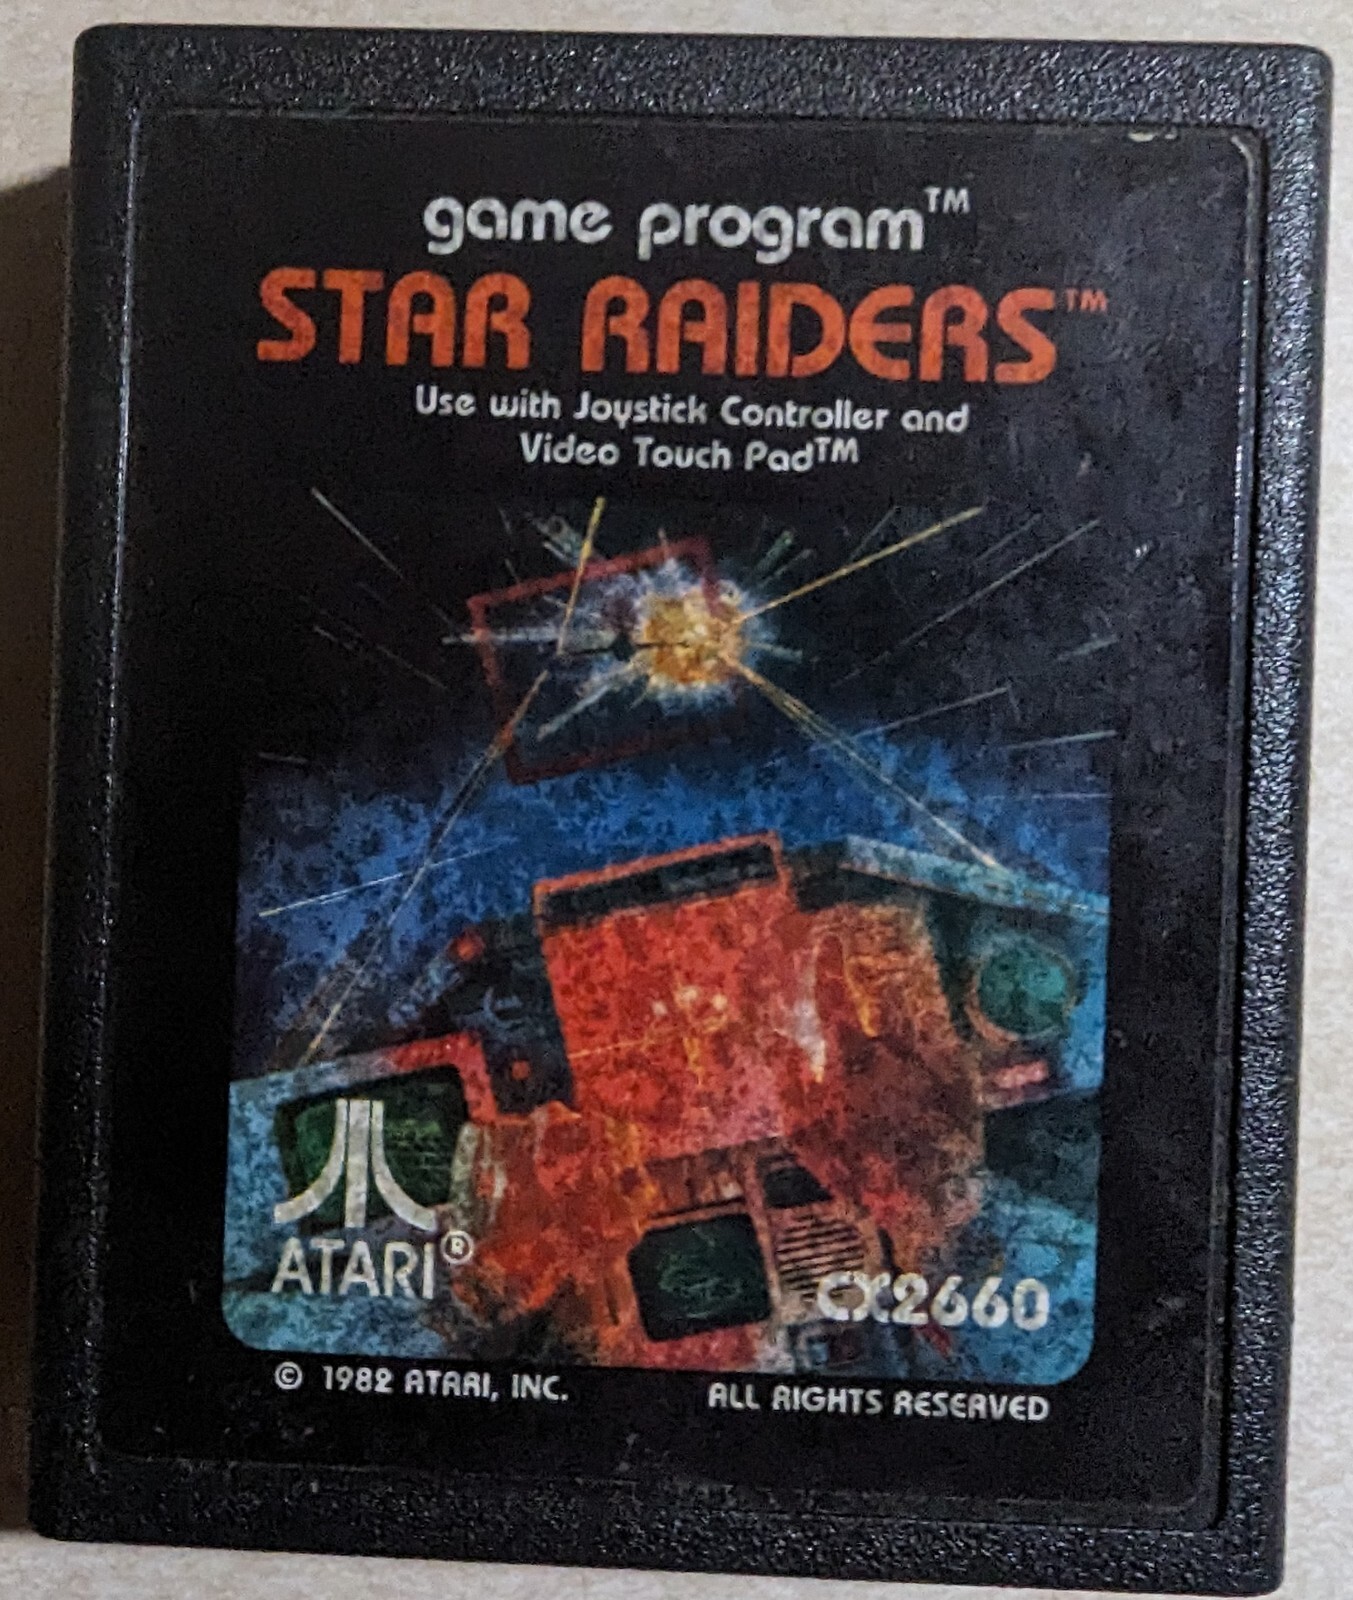 game program™
STAR RAIDERS™
Use with Joystick Controller and
Video Touch Pad™
ATARI®
CX2660
© 1982 ATARI, INC. ALL RIGHTS RESERVED